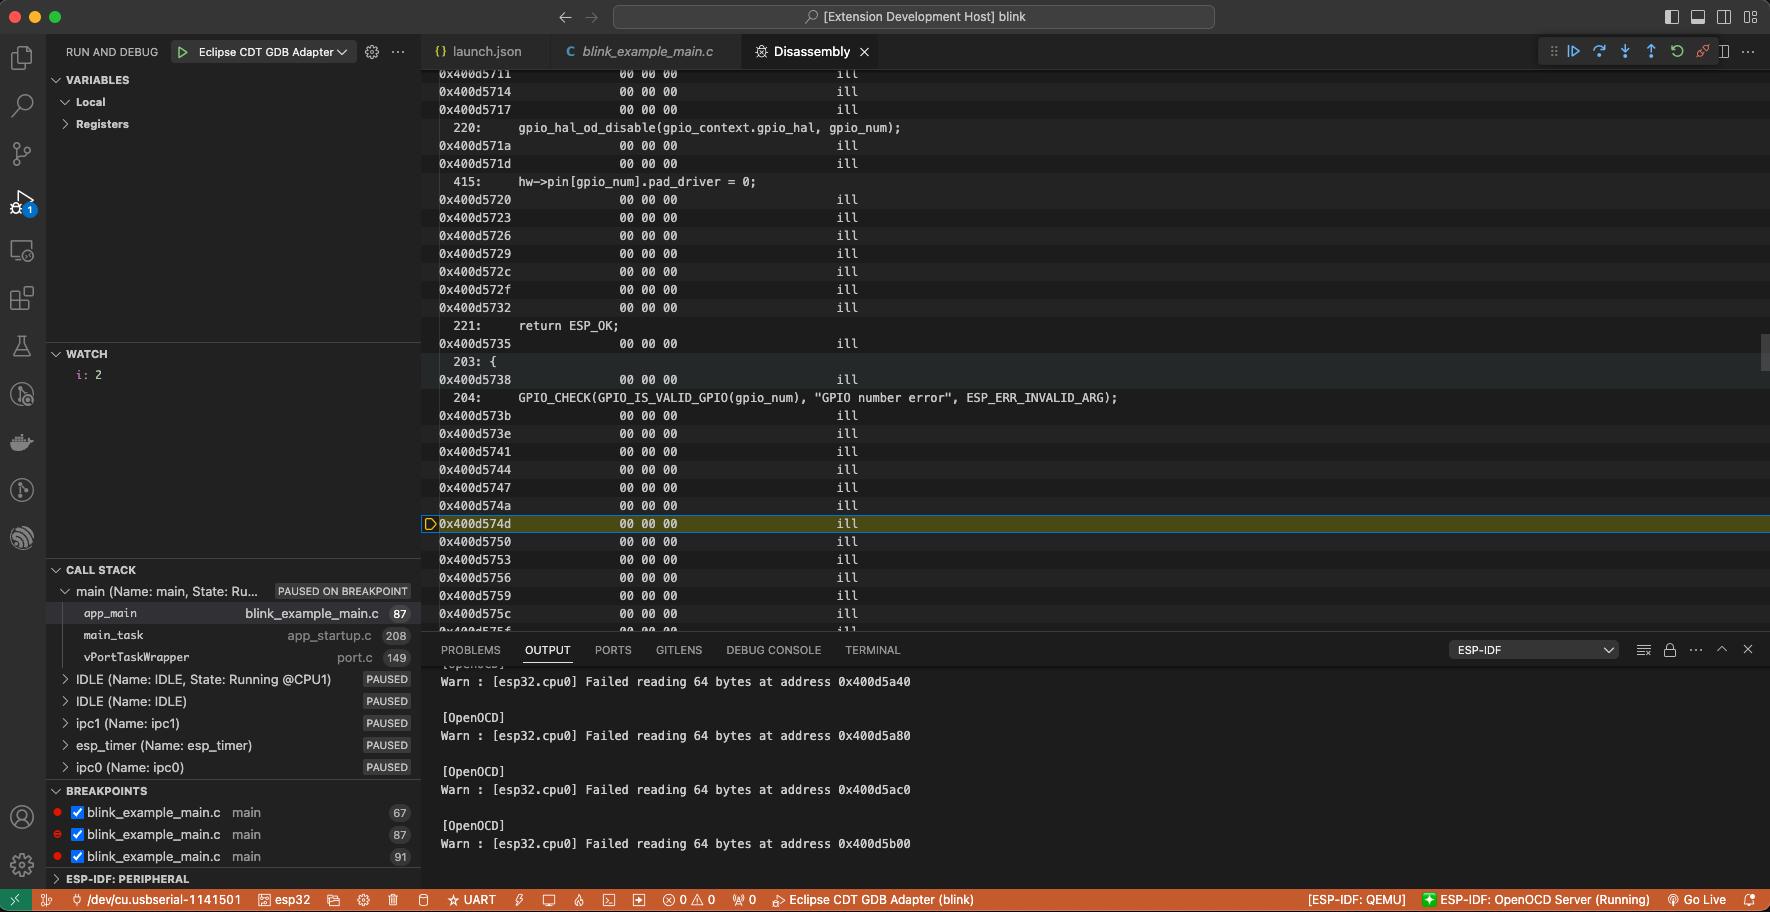 [Extension Development Host] blink
RUN AND DEBUG
Eclipse CDT GDB Adapter
VARIABLES
Local
Registers
WATCH
i: 2
CALL STACK
main (Name: main, State: Ru... PAUSED ON BREAKPOINT
app_main blink_example_main.c 87
main_task app_startup.c 208
vPortTaskWrapper port.c 149
IDLE (Name: IDLE, State: Running @CPU1) PAUSED
IDLE (Name: IDLE) PAUSED
ipc1 (Name: ipc1) PAUSED
esp_timer (Name: esp_timer) PAUSED
ipc0 (Name: ipc0) PAUSED
BREAKPOINTS
blink_example_main.c main 67
blink_example_main.c main 87
blink_example_main.c main 91
ESP-IDF: PERIPHERAL
1
{} launch.json
C blink_example_main.c
Disassembly
0x400d5711 00 00 00 ill
0x400d5714 00 00 00 ill
0x400d5717 00 00 00 ill
220: gpio_hal_od_disable(gpio_context.gpio_hal, gpio_num);
0x400d571a 00 00 00 ill
0x400d571d 00 00 00 ill
415: hw->pin[gpio_num].pad_driver = 0;
0x400d5720 00 00 00 ill
0x400d5723 00 00 00 ill
0x400d5726 00 00 00 ill
0x400d5729 00 00 00 ill
0x400d572c 00 00 00 ill
0x400d572f 00 00 00 ill
0x400d5732 00 00 00 ill
221: return ESP_OK;
0x400d5735 00 00 00 ill
203: {
0x400d5738 00 00 00 ill
204: GPIO_CHECK(GPIO_IS_VALID_GPIO(gpio_num), "GPIO number error", ESP_ERR_INVALID_ARG);
0x400d573b 00 00 00 ill
0x400d573e 00 00 00 ill
0x400d5741 00 00 00 ill
0x400d5744 00 00 00 ill
0x400d5747 00 00 00 ill
0x400d574a 00 00 00 ill
0x400d574d 00 00 00 ill
0x400d5750 00 00 00 ill
0x400d5753 00 00 00 ill
0x400d5756 00 00 00 ill
0x400d5759 00 00 00 ill
0x400d575c 00 00 00 ill
0x400d575f 00 00 00 ill
PROBLEMS OUTPUT PORTS GITLENS DEBUG CONSOLE TERMINAL
ESP-IDF
[OpenOCD]
Warn : [esp32.cpu0] Failed reading 64 bytes at address 0x400d5a40
[OpenOCD]
Warn : [esp32.cpu0] Failed reading 64 bytes at address 0x400d5a80
[OpenOCD]
Warn : [esp32.cpu0] Failed reading 64 bytes at address 0x400d5ac0
[OpenOCD]
Warn : [esp32.cpu0] Failed reading 64 bytes at address 0x400d5b00
/dev/cu.usbserial-1141501 esp32 UART 0 0 0 Eclipse CDT GDB Adapter (blink) [ESP-IDF: QEMU] ESP-IDF: OpenOCD Server (Running) Go Live